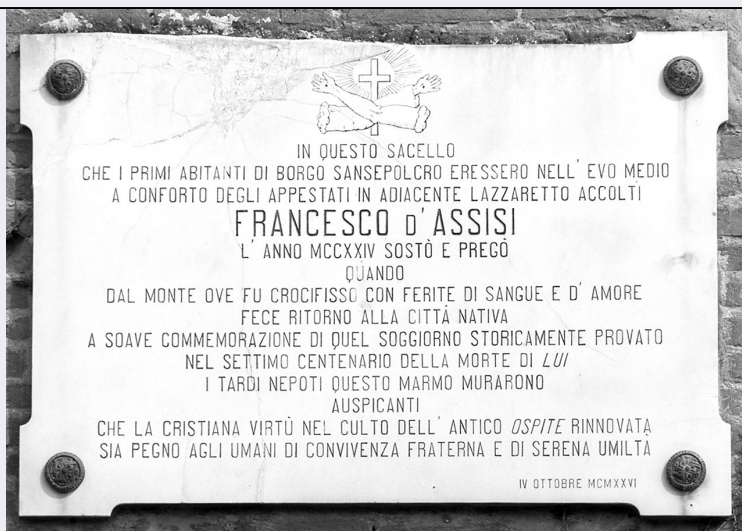 IN QUESTO SACELLO
CHE I PRIMI ABITANTI DI BORGO SANSEPOLCRO ERESSERO NELL' EVO MEDIO
A CONFORTO DEGLI APPESTATI IN ADIACENTE LAZZARETTO ACCOLTI
FRANCESCO D'ASSISI
L' ANNO MCCXXIV SOSTÒ E PREGÒ
QUANDO
DAL MONTE OVE FU CROCIFISSO CON FERITE DI SANGUE E D' AMORE
FECE RITORNO ALLA CITTÀ NATIVA
A SOAVE COMMEMORAZIONE DI QUEL SOGGIORNO STORICAMENTE PROVATO
NEL SETTIMO CENTENARIO DELLA MORTE DI LUI
I TARDI NEPOTI QUESTO MARMO MURARONO
AUSPICANTI
CHE LA CRISTIANA VIRTÙ NEL CULTO DELL' ANTICO OSPITE RINNOVATA
SIA PEGNO AGLI UMANI DI CONVIVENZA FRATERNA E DI SERENA UMILTÀ
IV OTTOBRE MCMXXVI